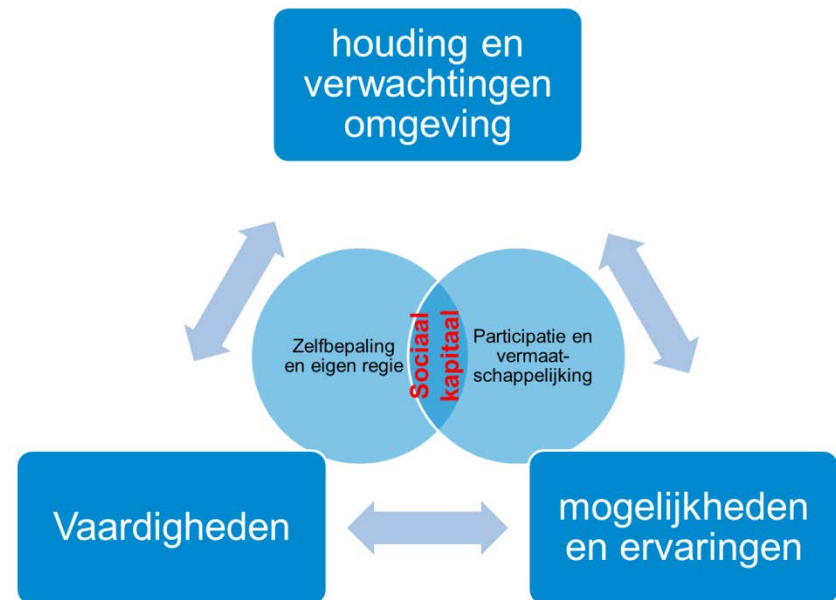 houding en
verwachtingen
omgeving
Zelfbepaling
en eigen regie
Sociaal
kapitaal
Participatie en
vermaat-
schappelijking
Vaardigheden
mogelijkheden
en ervaringen